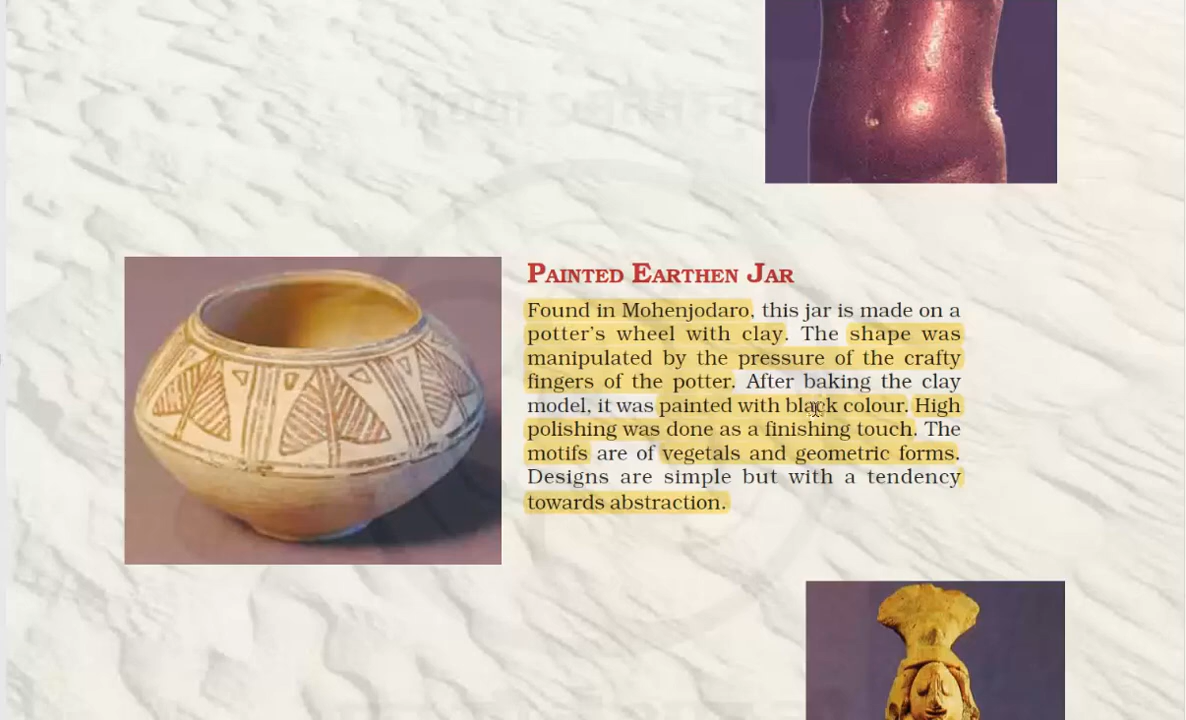 PAINTED EARTHEN JAR
Found in Mohenjodaro, this jar is made on a
potter's wheel with clay. The shape was
manipulated by the pressure of the crafty
fingers of the potter. After baking the clay
model, it was painted with black colour. High
polishing was done as a finishing touch. The
motifs are of vegetals and geometric forms.
Designs are simple but with a tendency
towards abstraction.